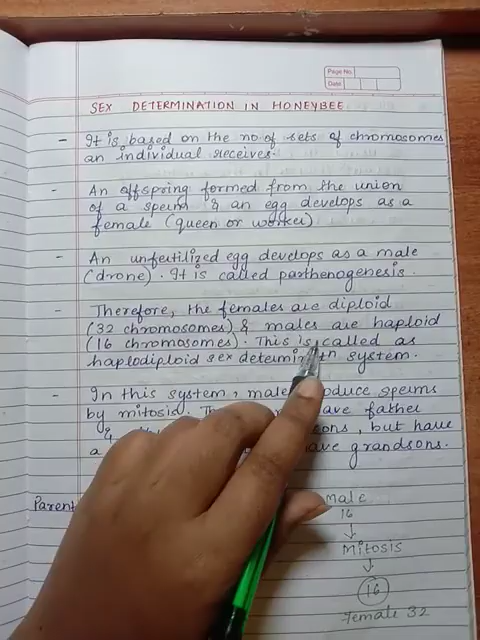 Page No.
Date
SEX DETERMINATION IN HONEYBEE
- It is based on the no. of sets of chromosomes
an individual receives.
- An offspring formed from the union
of a sperm & an egg develops as a
female (queen or worker)
- An unfertilized egg develops as a male
(drone). It is called parthenogenesis.
- Therefore, the females are diploid
(32 chromosomes) & males are haploid
(16 chromosomes). This is called as
haplodiploid sex system.
- In this system, male sperms
by mitosis. father
but have
a grandsons.
Parent male
16
↓
Mitosis
↓
16
female 32